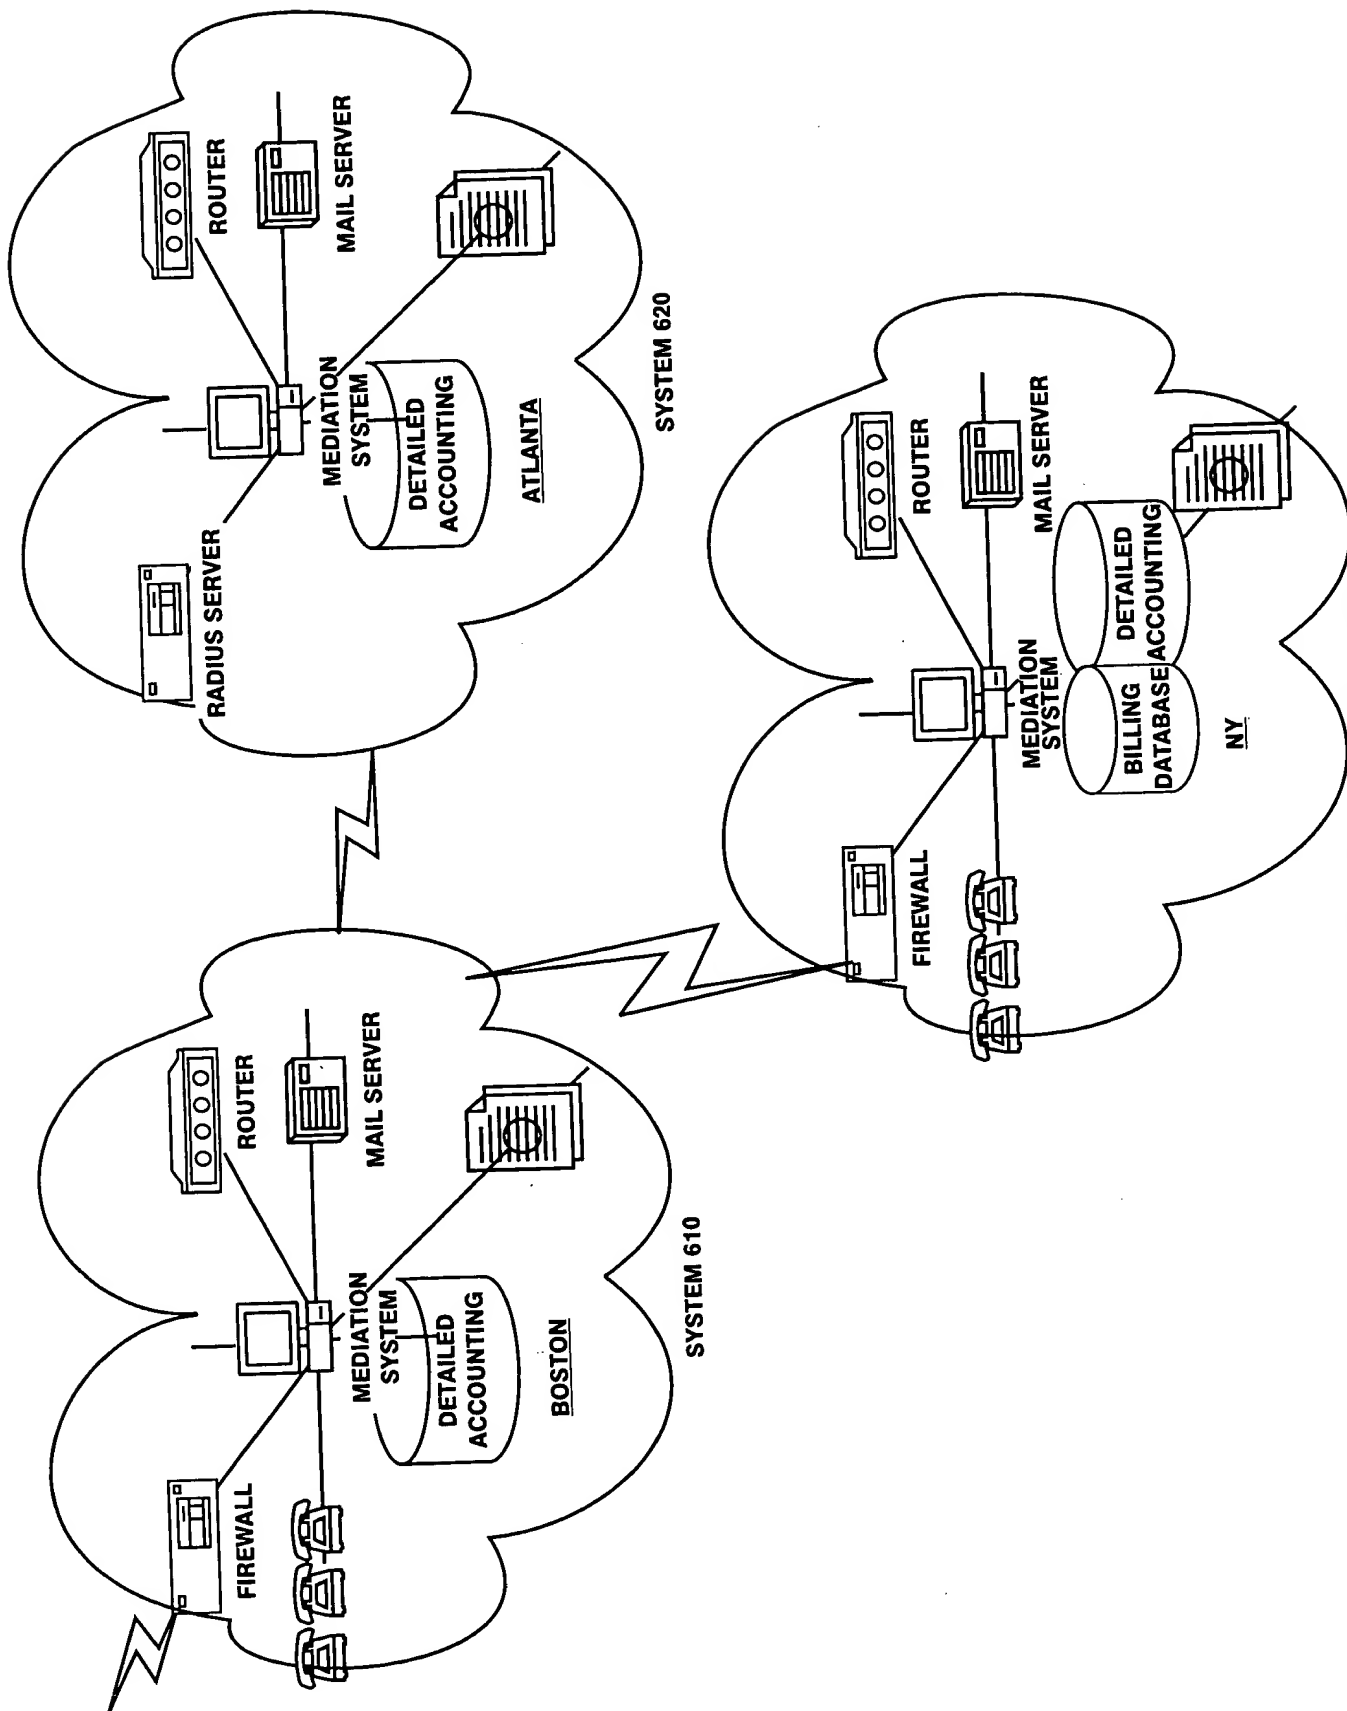 FIREWALL
ROUTER
MAIL SERVER
MEDIATION
SYSTEM
DETAILED
ACCOUNTING
BOSTON
SYSTEM 610
RADIUS SERVER
ROUTER
MAIL SERVER
MEDIATION
SYSTEM
DETAILED
ACCOUNTING
ATLANTA
SYSTEM 620
FIREWALL
ROUTER
MAIL SERVER
MEDIATION
SYSTEM
BILLING
DATABASE
DETAILED
ACCOUNTING
NY